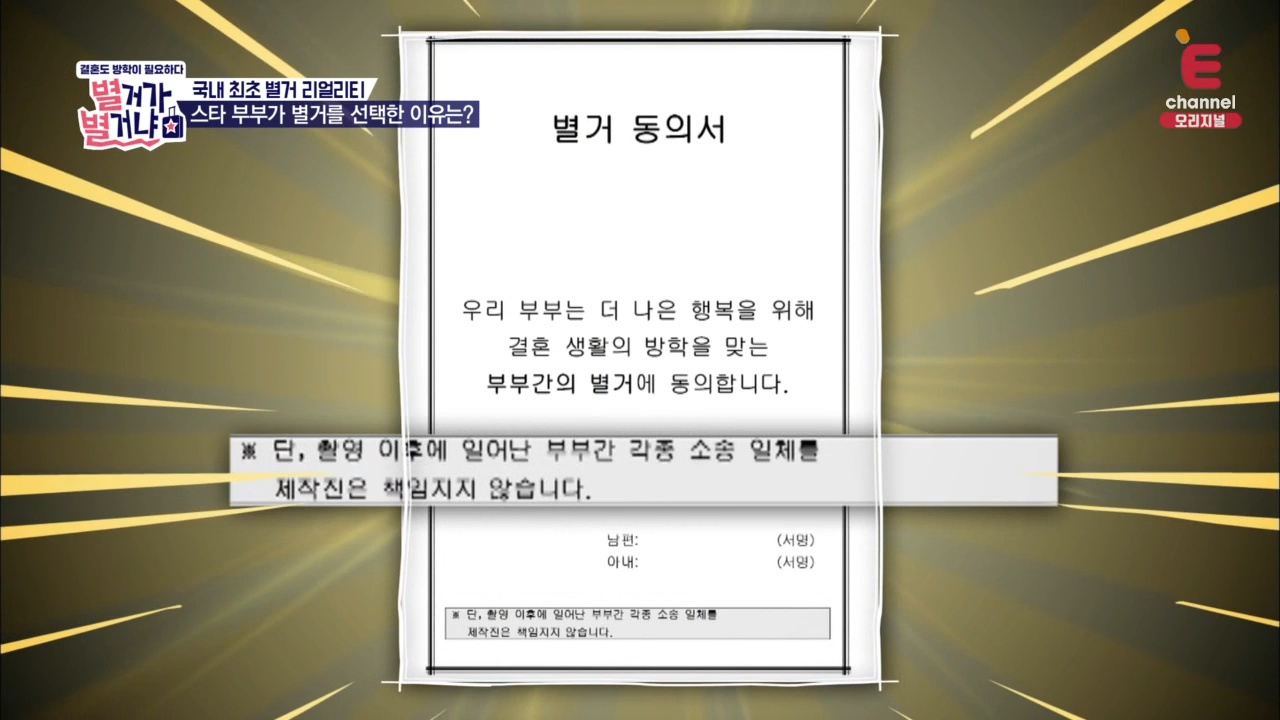 결혼도 방학이 필요하다
별거가
별거냐
국내 최초 별거 리얼리티
스타 부부가 별거를 선택한 이유는?
E
channel
오리지널
별거 동의서
우리 부부는 더 나은 행복을 위해
결혼 생활의 방학을 맞는
부부간의 별거에 동의합니다.
※ 단, 촬영 이후에 일어난 부부간 각종 소송 일체를
제작진은 책임지지 않습니다.
남편: (서명)
아내: (서명)
※ 단, 촬영 이후에 일어난 부부간 각종 소송 일체를
제작진은 책임지지 않습니다.